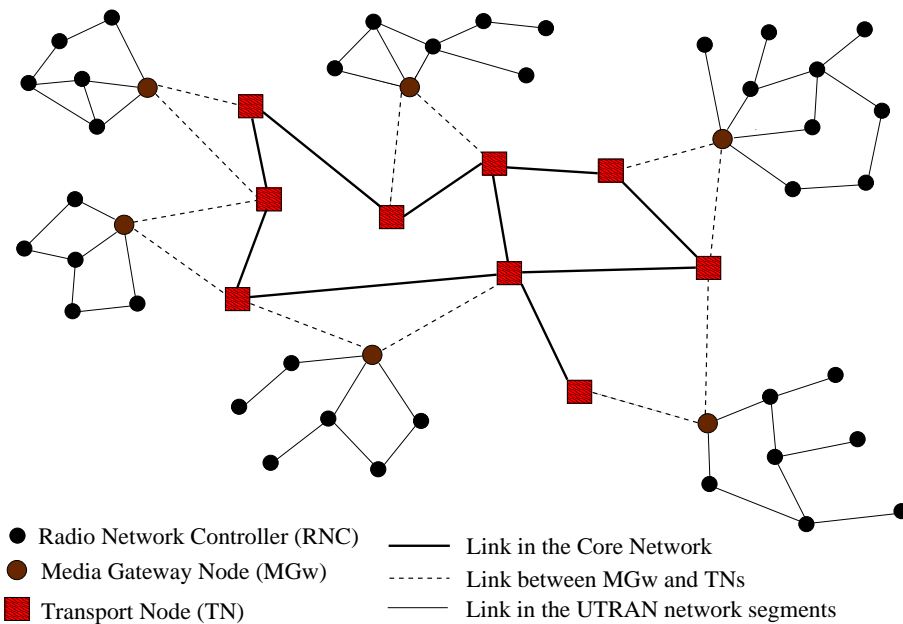 Radio Network Controller (RNC)
Media Gateway Node (MGw)
Transport Node (TN)
Link in the Core Network
Link between MGw and TNs
Link in the UTRAN network segments